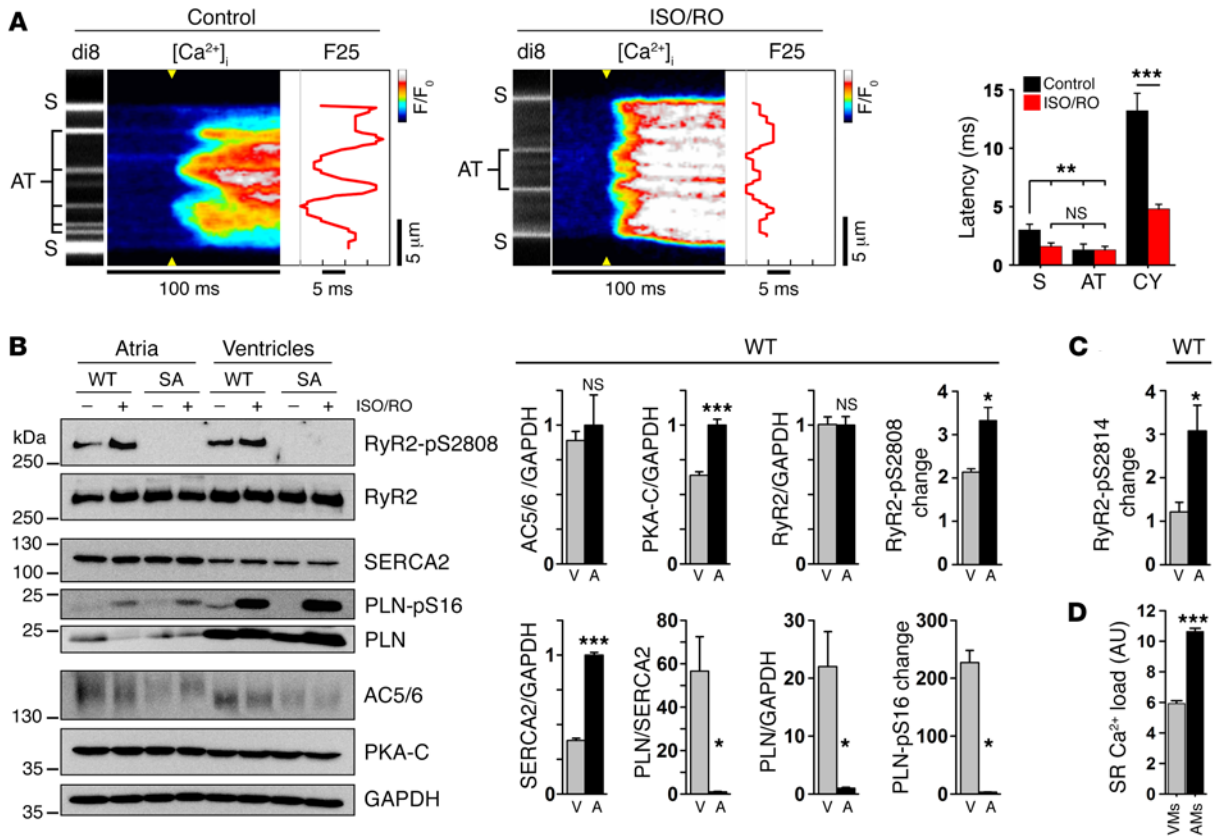 A
Control
di8
[Ca²⁺]ᵢ
F25
S
AT
S
F/F₀
5 µm
100 ms
5 ms
ISO/RO
di8
[Ca²⁺]ᵢ
F25
S
AT
S
F/F₀
5 µm
100 ms
5 ms
Latency (ms)
15
10
5
0
Control
ISO/RO
***
**
NS
S AT CY
B
Atria Ventricles
WT SA WT SA
– + – + – + – + ISO/RO
kDa
250
RyR2-pS2808
250
RyR2
130
100
SERCA2
25
PLN-pS16
25
PLN
130
AC5/6
35
PKA-C
35
GAPDH
WT
AC5/6 /GAPDH
1
0
NS
V A
PKA-C/GAPDH
1
0
***
V A
RyR2/GAPDH
1
0
NS
V A
RyR2-pS2808
change
4
3
2
1
0
*
V A
SERCA2/GAPDH
1
0
***
V A
PLN/SERCA2
80
60
40
20
0
*
V A
PLN/GAPDH
30
20
10
0
*
V A
PLN-pS16 change
300
200
100
0
*
V A
C
WT
RyR2-pS2814
change
4
3
2
1
0
*
V A
D
SR Ca²⁺ load (AU)
12
10
8
6
4
2
0
***
VMs
AMs